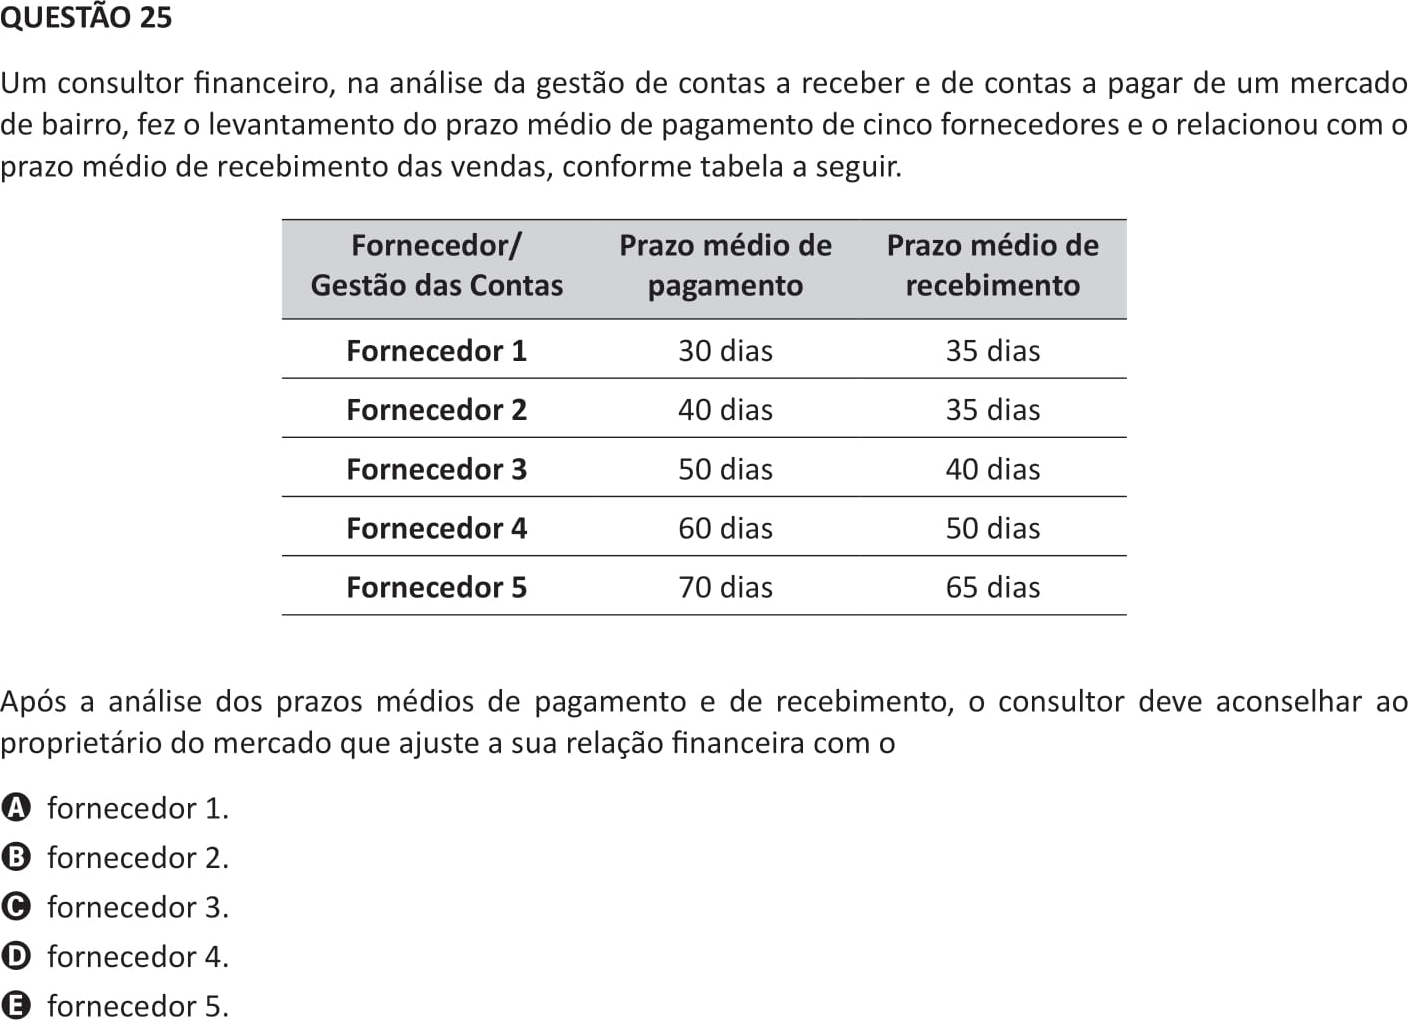 QUESTÃO 25
Um consultor financeiro, na análise da gestão de contas a receber e de contas a pagar de um mercado
de bairro, fez o levantamento do prazo médio de pagamento de cinco fornecedores e o relacionou com o
prazo médio de recebimento das vendas, conforme tabela a seguir.
Fornecedor/ Prazo médio de Prazo médio de
Gestão das Contas pagamento recebimento
Fornecedor 1 30 dias 35 dias
Fornecedor 2 40 dias 35 dias
Fornecedor 3 50 dias 40 dias
Fornecedor 4 60 dias 50 dias
Fornecedor 5 70 dias 65 dias
Após a análise dos prazos médios de pagamento e de recebimento, o consultor deve aconselhar ao
proprietário do mercado que ajuste a sua relação financeira com o
A fornecedor 1.
B fornecedor 2.
C fornecedor 3.
D fornecedor 4.
E fornecedor 5.